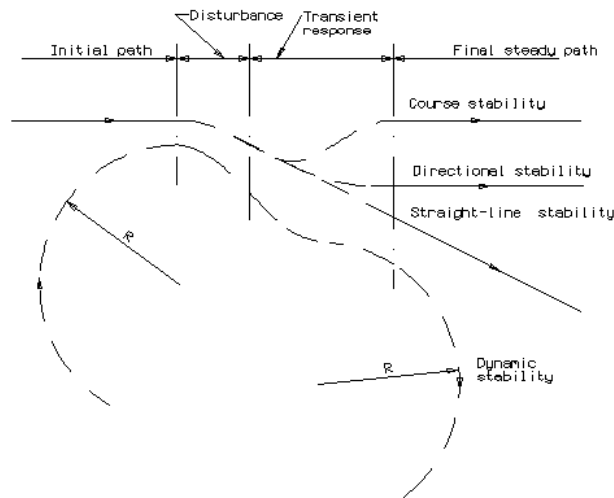 Disturbance
Transient
response
Initial path
Final steady path
Course stability
Directional stability
Straight-line stability
R
R
Dynamic
stability